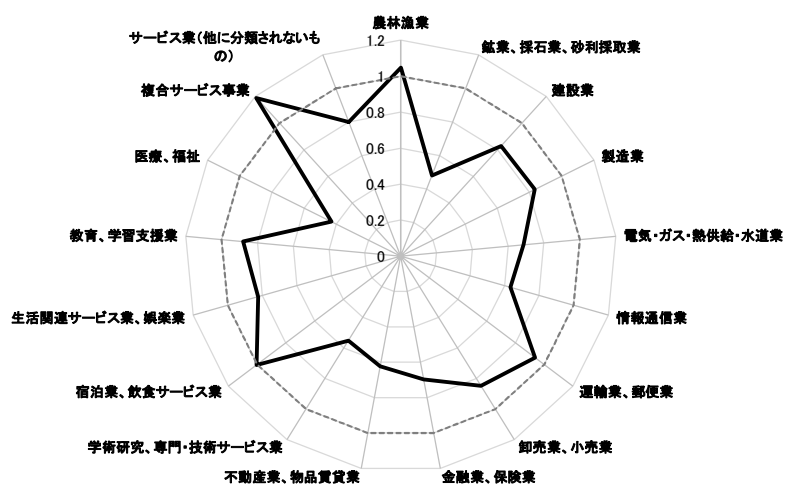 農林漁業
鉱業、採石業、砂利採取業
建設業
製造業
電気・ガス・熱供給・水道業
情報通信業
運輸業、郵便業
卸売業、小売業
金融業、保険業
不動産業、物品賃貸業
学術研究、専門・技術サービス業
宿泊業、飲食サービス業
生活関連サービス業、娯楽業
教育、学習支援業
医療、福祉
複合サービス事業
サービス業（他に分類されないも
の）
1.2
1
0.8
0.6
0.4
0.2
0